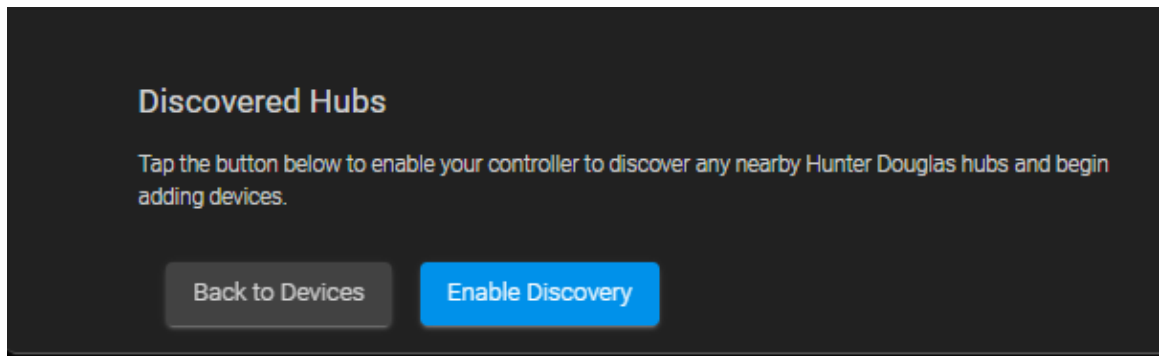 Discovered Hubs
Tap the button below to enable your controller to discover any nearby Hunter Douglas hubs and begin
adding devices.
Back to Devices
Enable Discovery